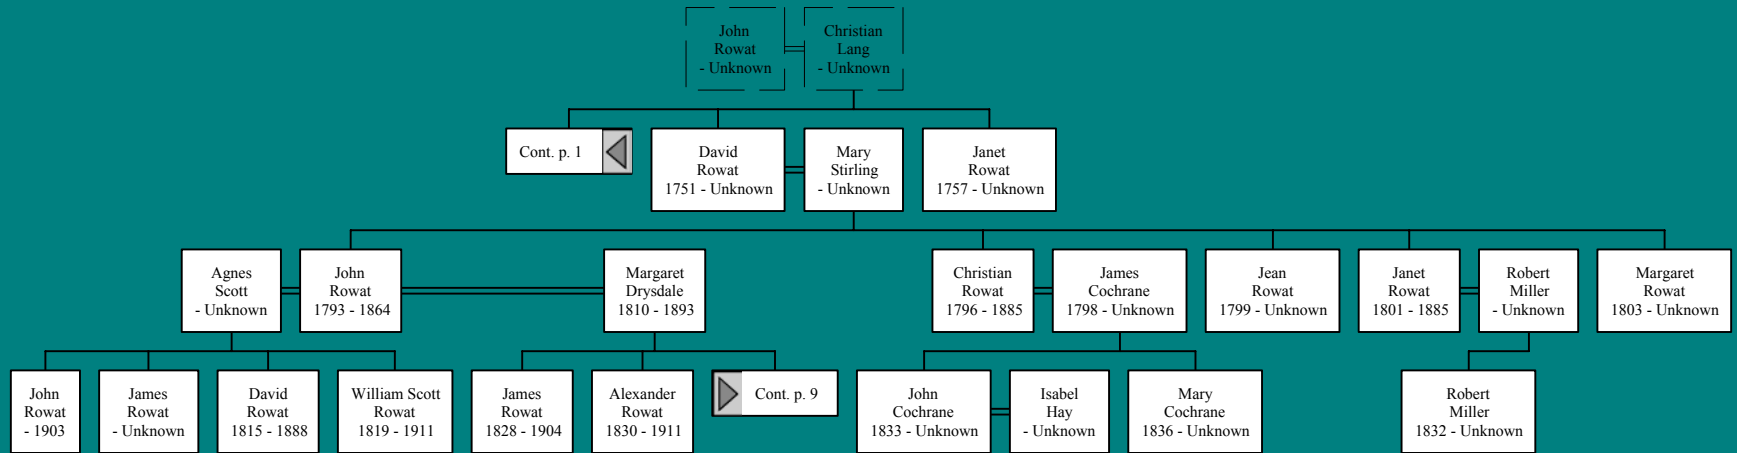 John
Rowat
- Unknown
Christian
Lang
- Unknown
Cont. p. 1
David
Rowat
1751 - Unknown
Mary
Stirling
- Unknown
Janet
Rowat
1757 - Unknown
Agnes
Scott
- Unknown
John
Rowat
1793 - 1864
Margaret
Drysdale
1810 - 1893
Christian
Rowat
1796 - 1885
James
Cochrane
1798 - Unknown
Jean
Rowat
1799 - Unknown
Janet
Rowat
1801 - 1885
Robert
Miller
- Unknown
Margaret
Rowat
1803 - Unknown
John
Rowat
- 1903
James
Rowat
- Unknown
David
Rowat
1815 - 1888
William Scott
Rowat
1819 - 1911
James
Rowat
1828 - 1904
Alexander
Rowat
1830 - 1911
Cont. p. 9
John
Cochrane
1833 - Unknown
Isabel
Hay
- Unknown
Mary
Cochrane
1836 - Unknown
Robert
Miller
1832 - Unknown